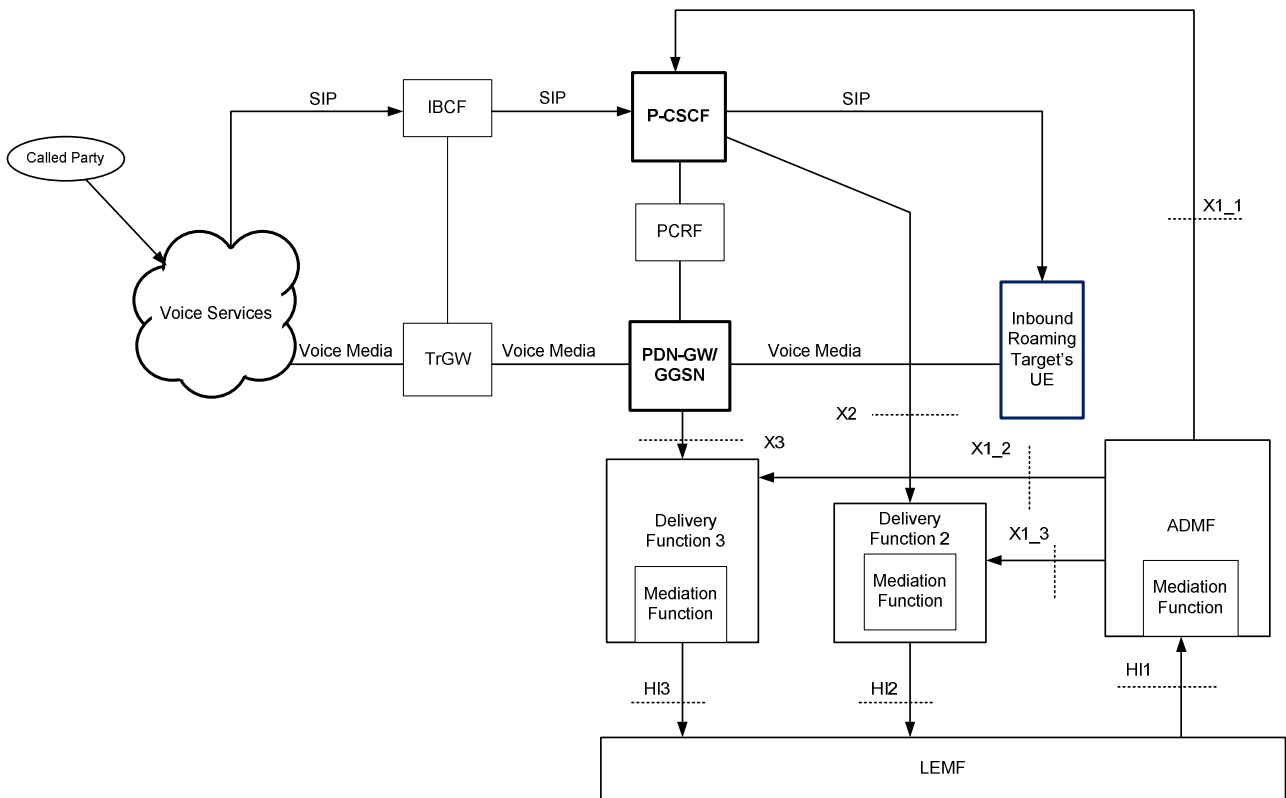 SIP
IBCF
SIP
P-CSCF
SIP
Called Party
X1_1
PCRF
Voice Services
Inbound
Roaming
Target's
UE
Voice Media
TrGW
Voice Media
PDN-GW/
GGSN
Voice Media
X2
X3
X1_2
Delivery
Function 3
Delivery
Function 2
X1_3
ADMF
Mediation
Function
Mediation
Function
Mediation
Function
HI3
HI2
HI1
LEMF